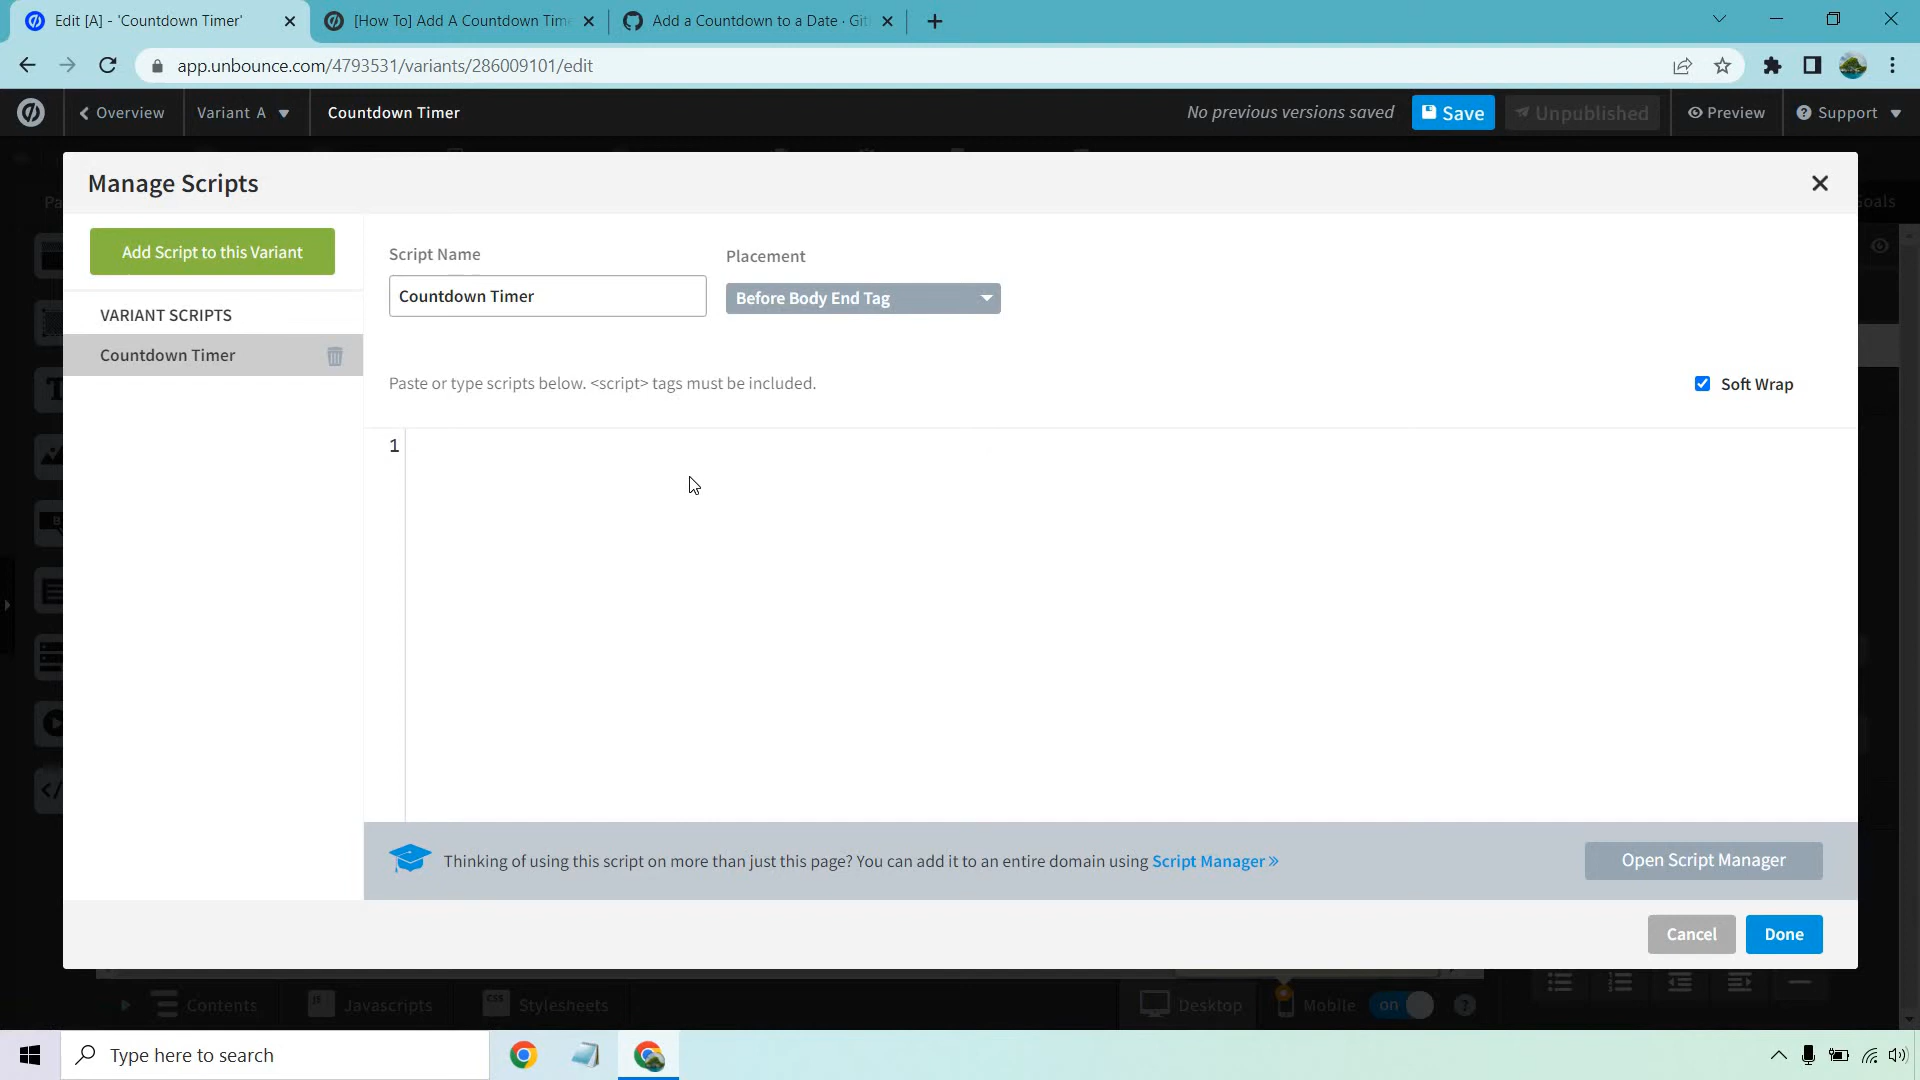 Edit [A] - 'Countdown Timer'
[How To] Add A Countdown Time
Add a Countdown to a Date · Git
app.unbounce.com/4793531/variants/286009101/edit
Overview
Variant A
Countdown Timer
No previous versions saved
Save
Unpublished
Preview
Support
Manage Scripts
Goals
Add Script to this Variant
Script Name
Placement
Countdown Timer
Before Body End Tag
VARIANT SCRIPTS
Countdown Timer
Paste or type scripts below. <script> tags must be included.
Soft Wrap
1
Thinking of using this script on more than just this page? You can add it to an entire domain using Script Manager »
Open Script Manager
Cancel
Done
Contents
JS
Javascripts
CSS
Stylesheets
Desktop
Mobile
on
?
Type here to search